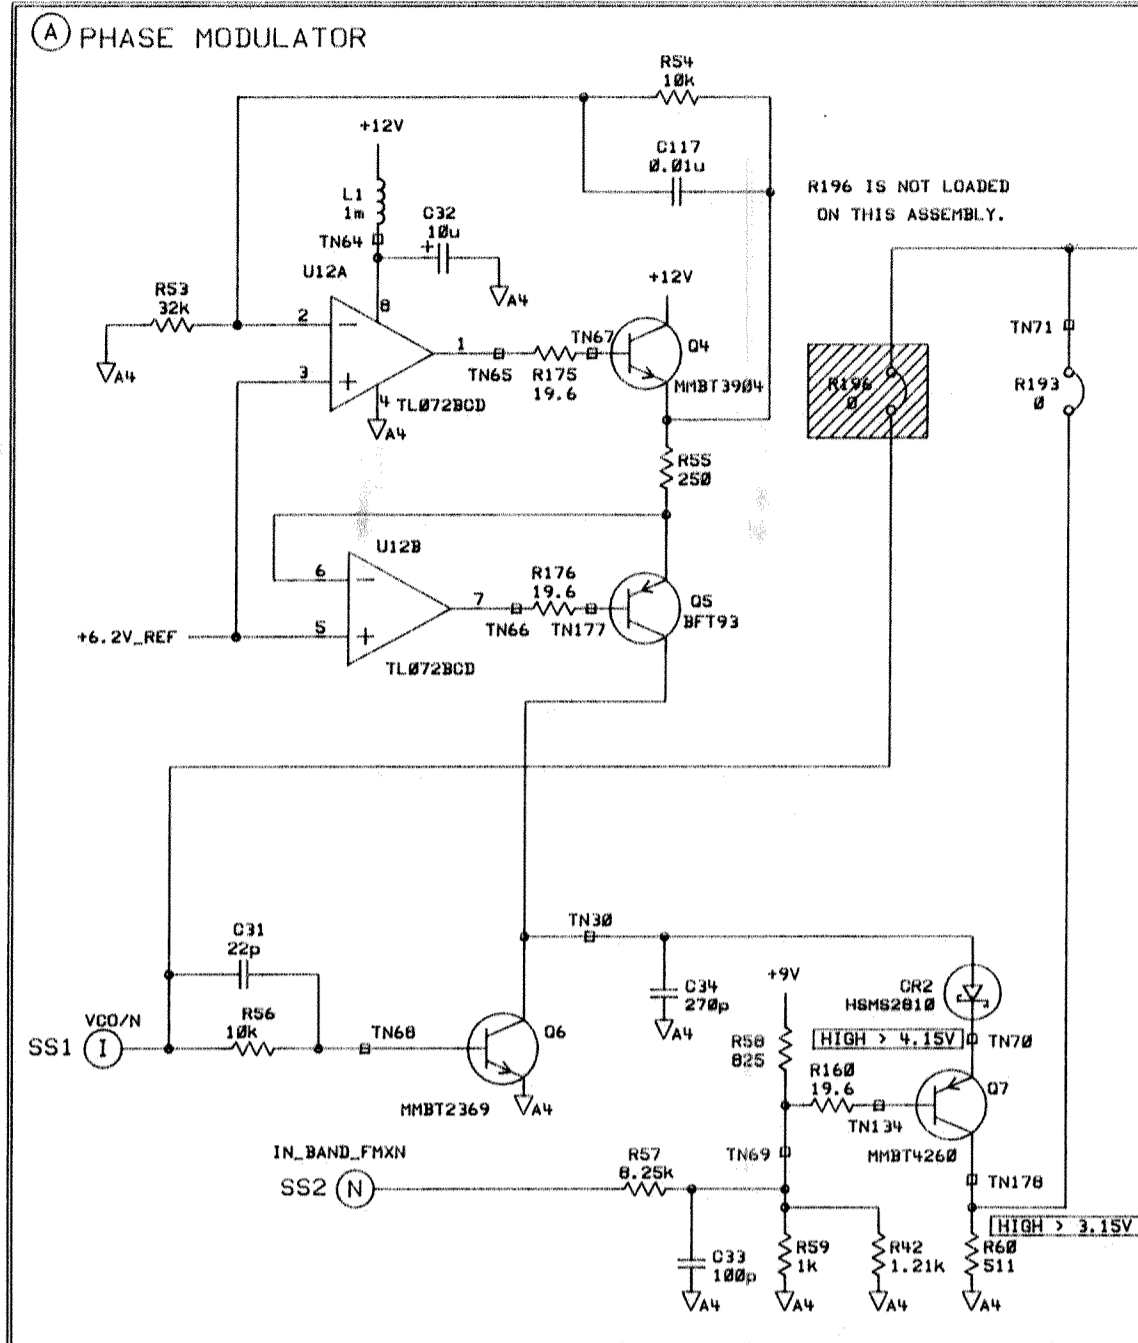 A PHASE MODULATOR
R54
10k
+12V
C117
0.01u
R196 IS NOT LOADED
ON THIS ASSEMBLY.
L1
1m
C32
10u
TN64
+
A4
U12A
8
+12V
R53
32k
2
3
1
4
A4
TN65
R175
19.6
TN67
Q4
MMBT3904
TL072BCD
A4
R196
0
TN71
R193
0
R55
250
U12B
6
5
7
R176
19.6
TN66
TN177
Q5
BFT93
+6.2V_REF
TL072BCD
TN30
C31
22p
R56
10k
VCO/N
SS1 I
TN68
Q6
MMBT2369
A4
C34
270p
A4
+9V
CR2
HSMS2810
R58
825
HIGH > 4.15V
TN70
R160
19.6
Q7
TN134
MMBT4260
IN_BAND_FMXN
SS2 N
R57
8.25k
TN69
TN178
HIGH > 3.15V
C33
100p
A4
R59
1k
A4
R42
1.21k
A4
R60
511
A4